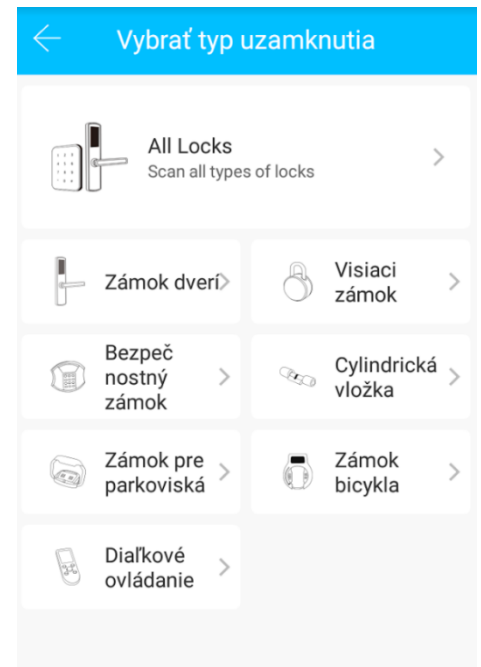 Vybrať typ uzamknutia
All Locks
Scan all types of locks
Zámok dverí
Visiaci
zámok
Bezpeč
nostný
zámok
Cylindrická
vložka
Zámok pre
parkoviská
Zámok
bicykla
Diaľkové
ovládanie